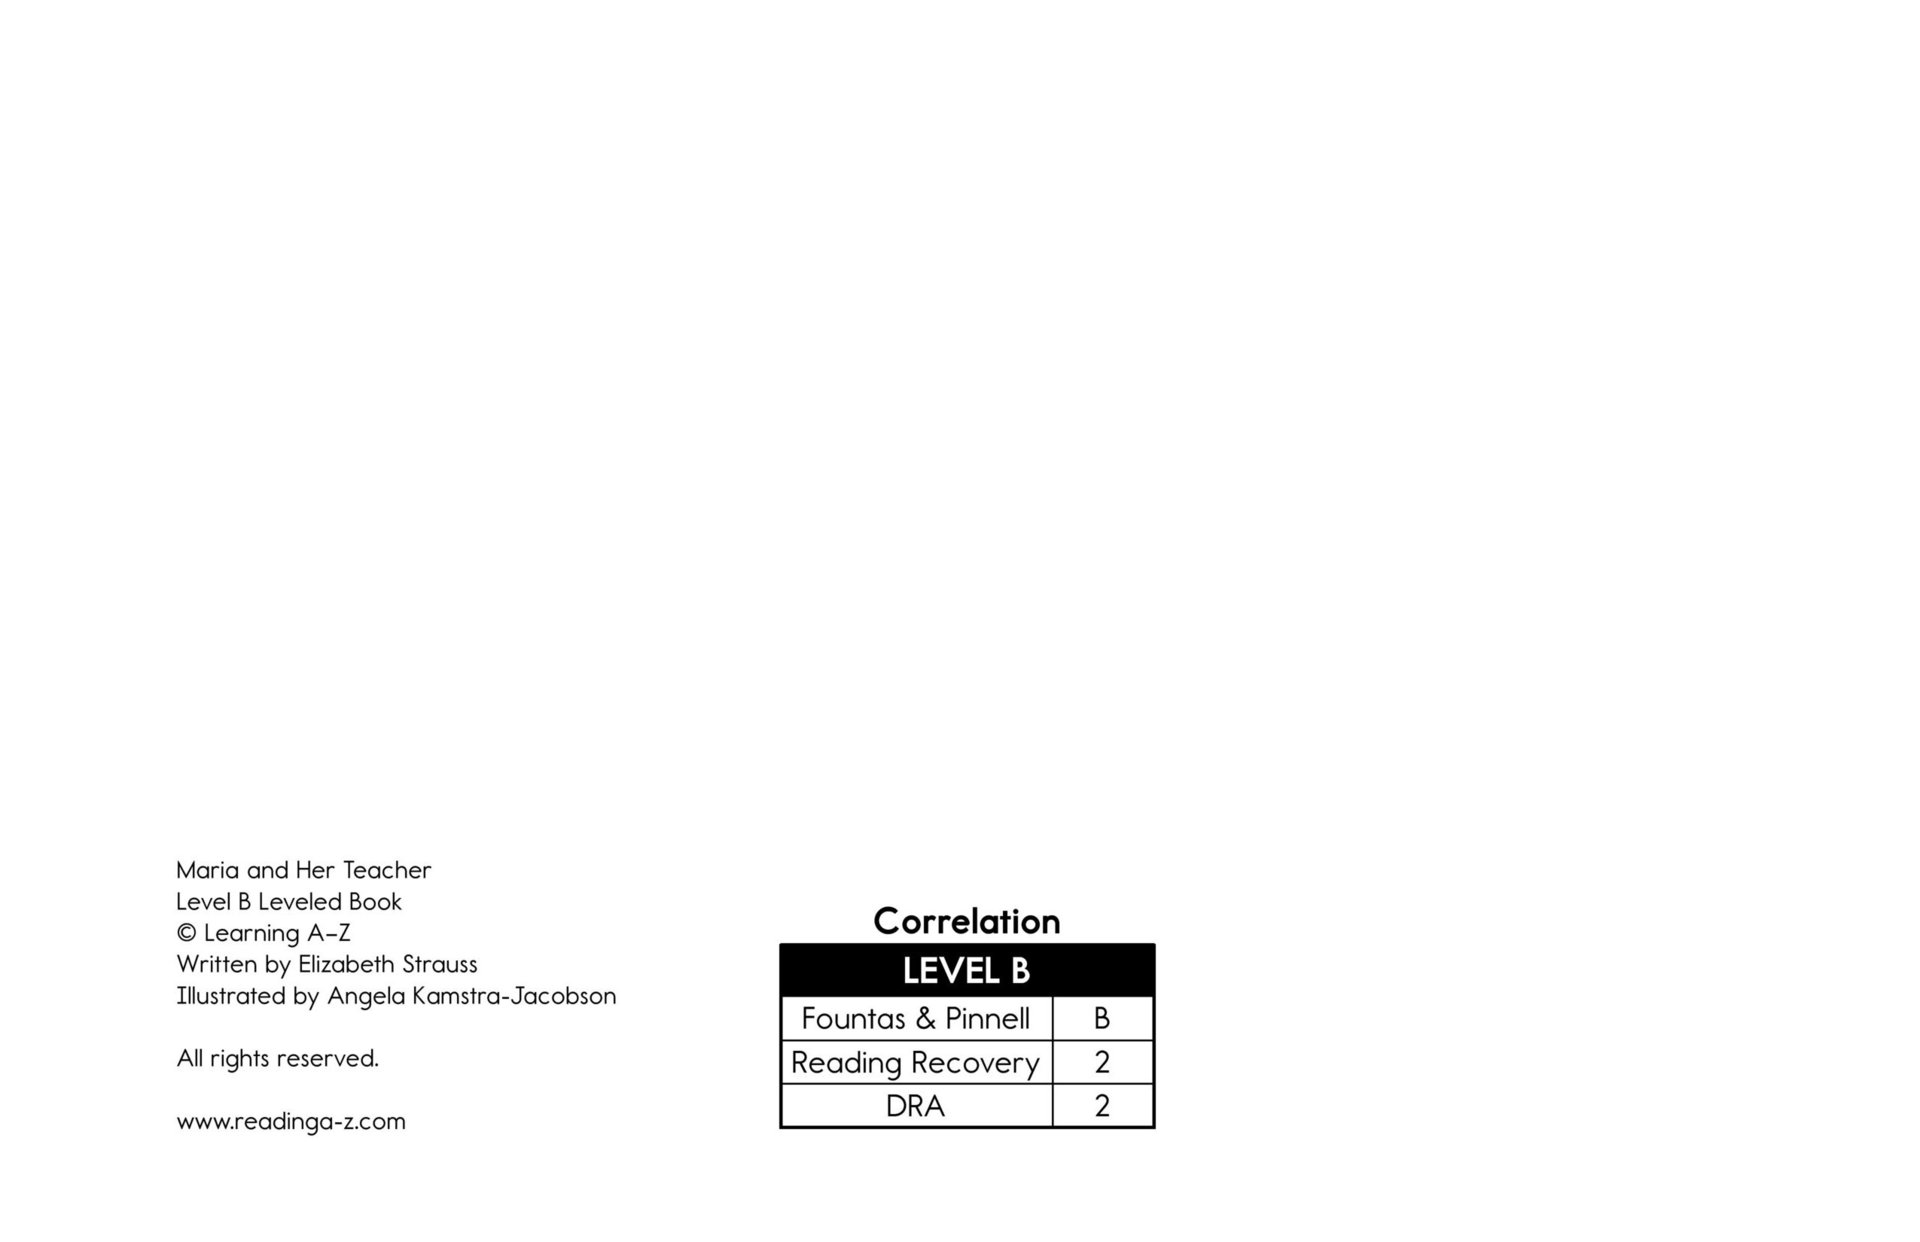 Maria and Her Teacher
Level B Leveled Book
© Learning A–Z
Written by Elizabeth Strauss
Illustrated by Angela Kamstra-Jacobson
All rights reserved.
www.readinga-z.com
Correlation
LEVEL B
Fountas & Pinnell B
Reading Recovery 2
DRA 2